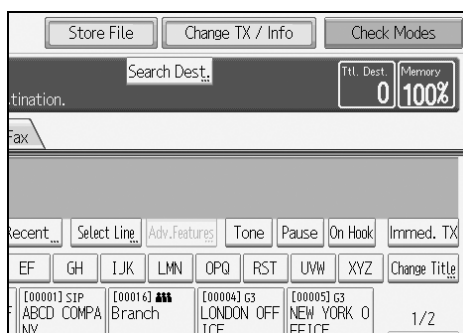 Store File Change TX / Info Check Modes
Search Dest. Ttl. Dest. Memory
tination. 0 100%
Fax
Recent Select Line Adv.Features Tone Pause On Hook Immed. TX
EF GH IJK LMN OPQ RST UVW XYZ Change Title
[00001] SIP [00016] [00004] G3 [00005] G3
ABCD COMPA Branch LONDON OFF NEW YORK O 1/2
NY ICE FFICE